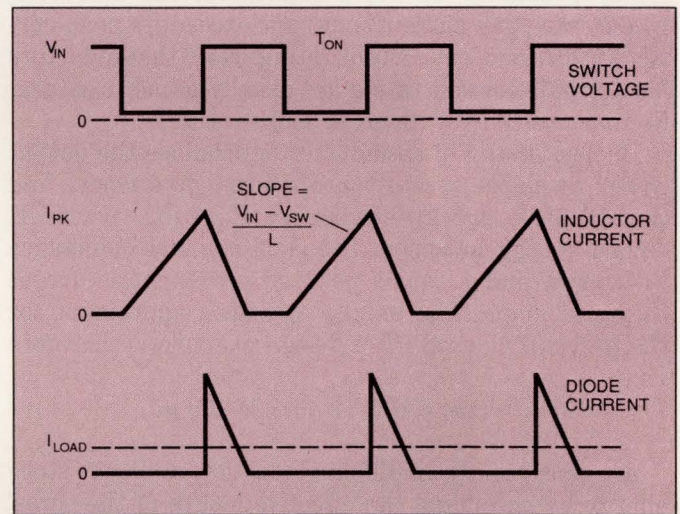 V_IN
T_ON
SWITCH
VOLTAGE
0
SLOPE =
V_IN – V_SW
L
I_PK
INDUCTOR
CURRENT
0
DIODE
CURRENT
I_LOAD
0